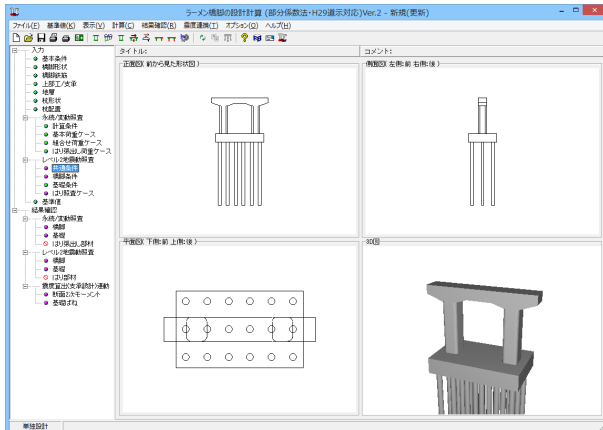 ラーメン橋脚の設計計算 (部分係数法・H29道示対応)Ver.2 - 新規(更新)
ファイル(F) 基準値(K) 表示(V) 計算(C) 結果確認(R) 震度連携(T) オプション(O) ヘルプ(H)
入力
基本条件
橋脚形状
橋脚鉄筋
上部工/支承
地層
杭形状
杭配置
永続/変動照査
計算条件
基本荷重ケース
組合せ荷重ケース
はり張出し荷重ケース
レベル2地震動照査
共通条件
橋脚条件
基礎条件
はり照査ケース
基準値
結果確認
永続/変動照査
橋脚
基礎
はり張出し部材
レベル2地震動照査
橋脚
基礎
はり部材
震度算出(支承設計)連動
断面2次モーメント
基礎ばね
タイトル:
コメント:
正面図( 前から見た形状図 )
側面図( 左側:前 右側:後 )
平面図( 下側:前 上側:後 )
3D図
単独設計